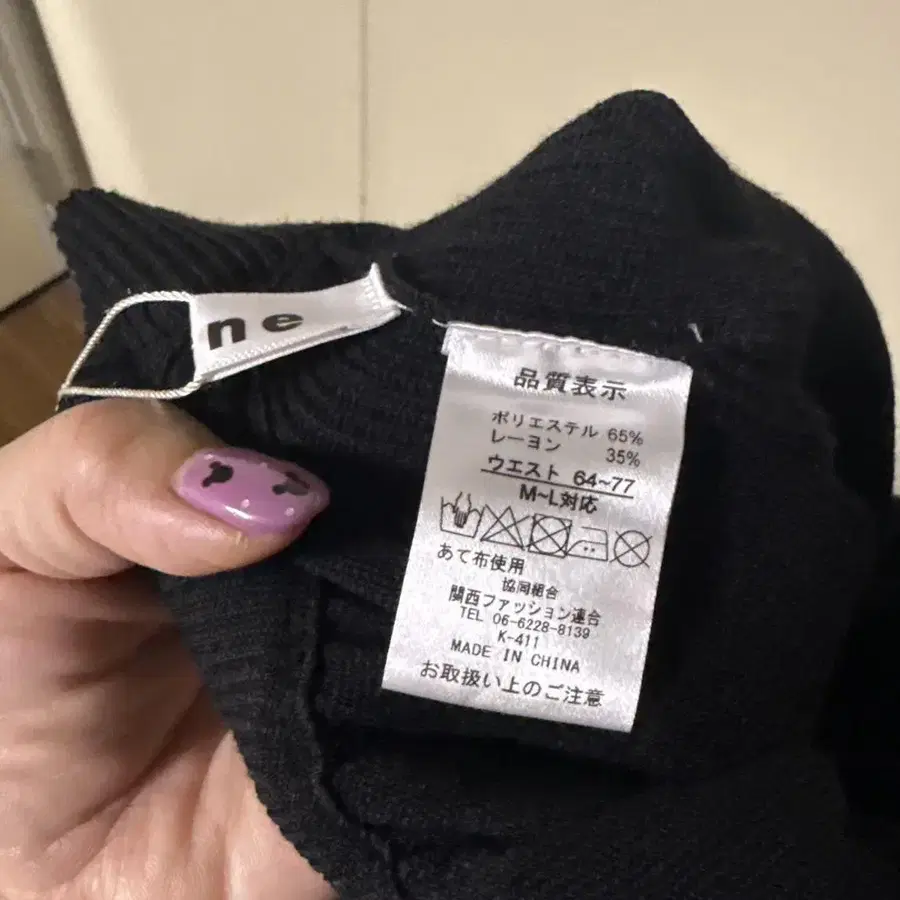 ne
品質表示
ポリエステル 65%
レーヨン 35%
ウエスト 64~77
M~L対応
あて布使用
協同組合
関西ファッション連合
TEL 06-6228-8139
K-411
MADE IN CHINA
お取扱い上のご注意